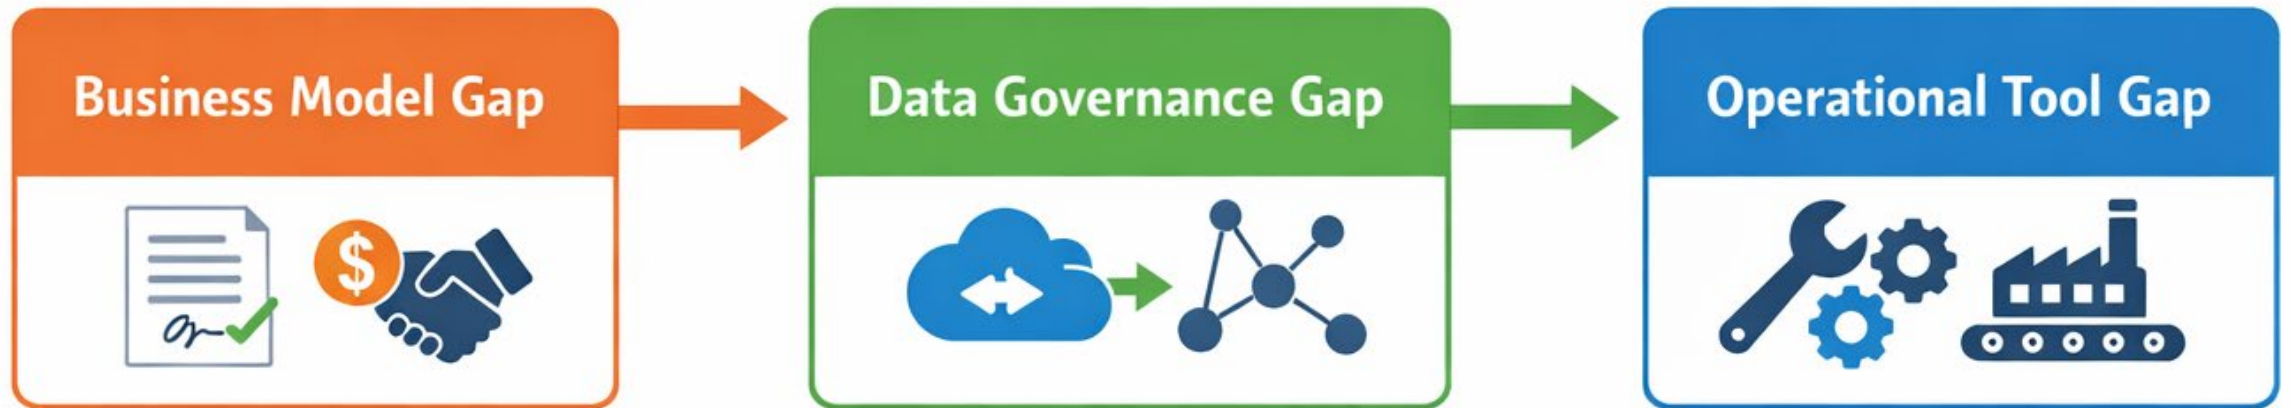 Business Model Gap
Data Governance Gap
Operational Tool Gap
$